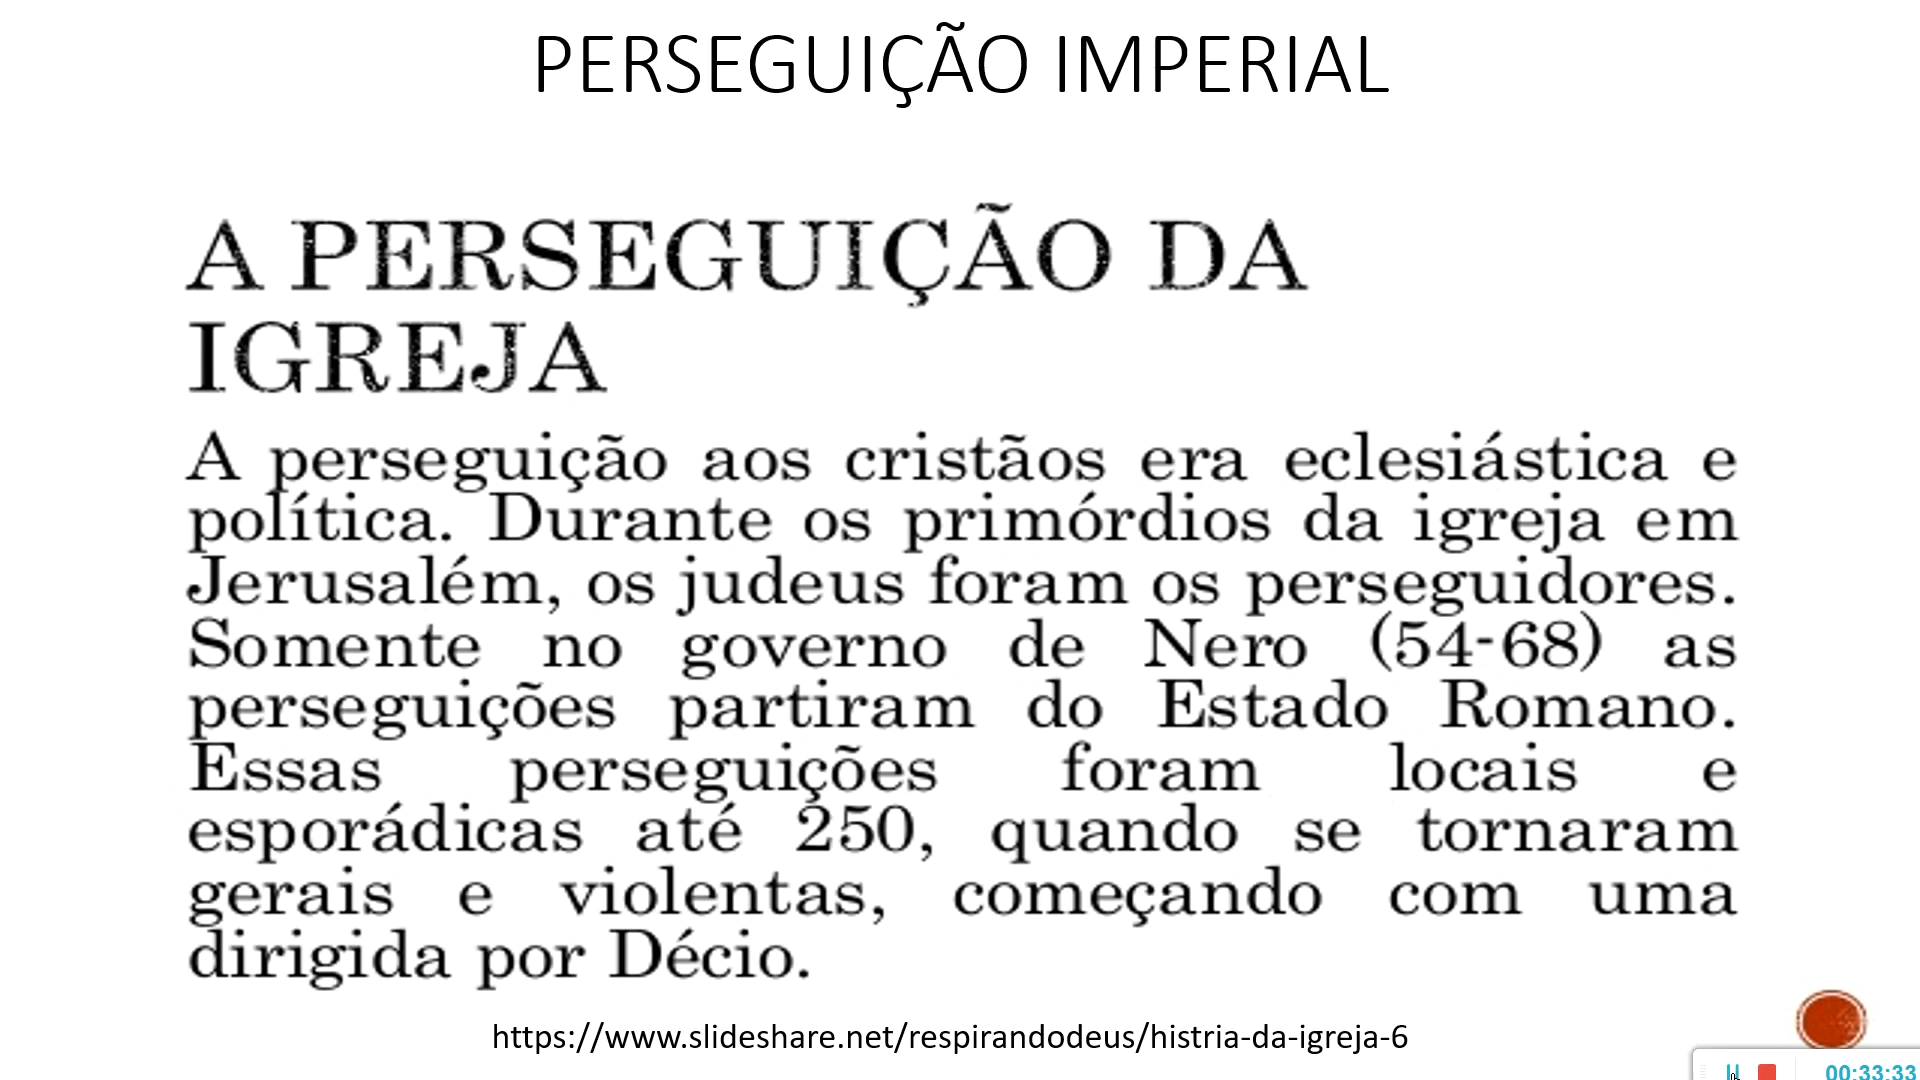 PERSEGUIÇÃO IMPERIAL
A PERSEGUIÇÃO DA
IGREJA
A perseguição aos cristãos era eclesiástica e
política. Durante os primórdios da igreja em
Jerusalém, os judeus foram os perseguidores.
Somente no governo de Nero (54-68) as
perseguições partiram do Estado Romano.
Essas perseguições foram locais e
esporádicas até 250, quando se tornaram
gerais e violentas, começando com uma
dirigida por Décio.
https://www.slideshare.net/respirandodeus/histria-da-igreja-6
00:33:33